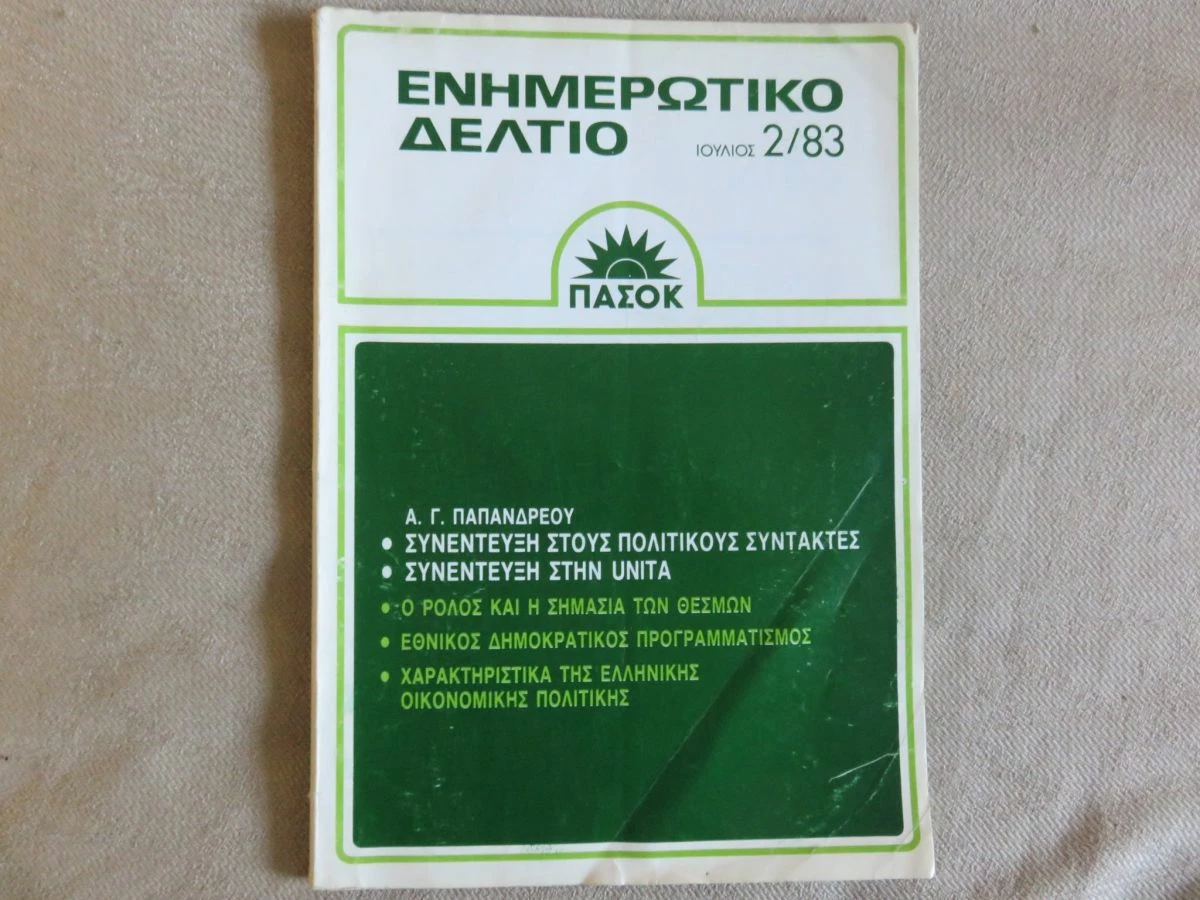 ΕΝΗΜΕΡΩΤΙΚΟ
ΔΕΛΤΙΟ ΙΟΥΛΙΟΣ 2/83
ΠΑΣΟΚ
Α. Γ. ΠΑΠΑΝΔΡΕΟΥ
• ΣΥΝΕΝΤΕΥΞΗ ΣΤΟΥΣ ΠΟΛΙΤΙΚΟΥΣ ΣΥΝΤΑΚΤΕΣ
• ΣΥΝΕΝΤΕΥΞΗ ΣΤΗΝ UNITA
• Ο ΡΟΛΟΣ ΚΑΙ Η ΣΗΜΑΣΙΑ ΤΩΝ ΘΕΣΜΩΝ
• ΕΘΝΙΚΟΣ ΔΗΜΟΚΡΑΤΙΚΟΣ ΠΡΟΓΡΑΜΜΑΤΙΣΜΟΣ
• ΧΑΡΑΚΤΗΡΙΣΤΙΚΑ ΤΗΣ ΕΛΛΗΝΙΚΗΣ
ΟΙΚΟΝΟΜΙΚΗΣ ΠΟΛΙΤΙΚΗΣ